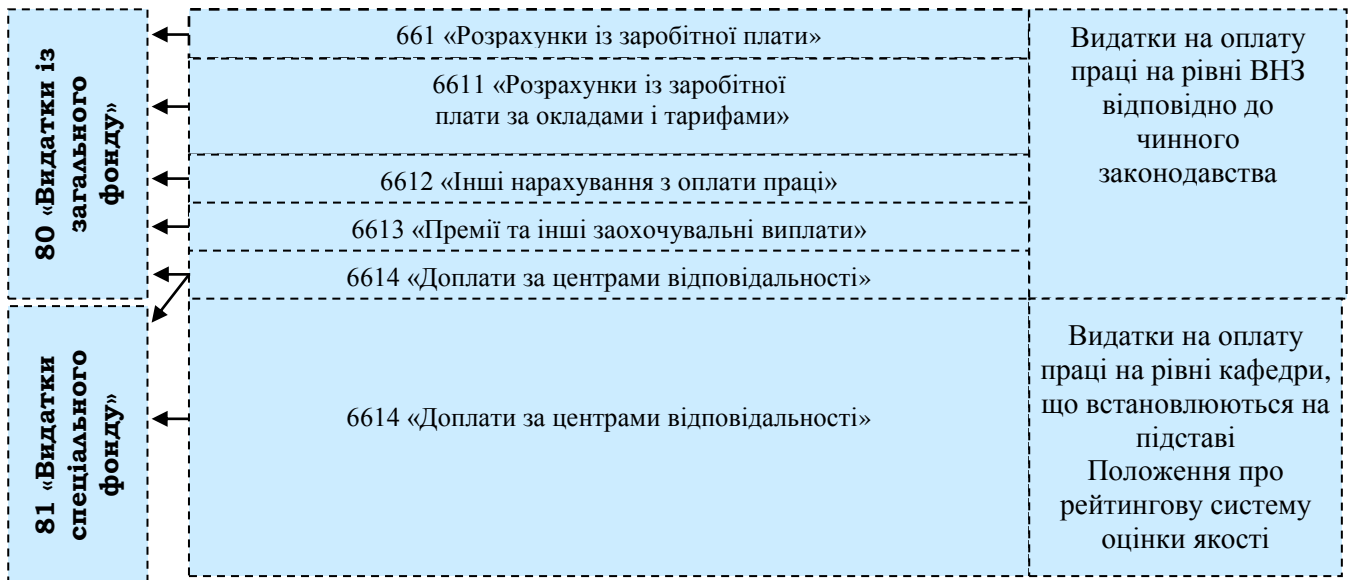 80 «Видатки із
загального
фонду»
661 «Розрахунки із заробітної плати»
6611 «Розрахунки із заробітної
плати за окладами і тарифами»
6612 «Інші нарахування з оплати праці»
6613 «Премії та інші заохочувальні виплати»
6614 «Доплати за центрами відповідальності»
Видатки на оплату
праці на рівні ВНЗ
відповідно до
чинного
законодавства
81 «Видатки
спеціального
фонду»
6614 «Доплати за центрами відповідальності»
Видатки на оплату
праці на рівні кафедри,
що встановлюються на
підставі
Положення про
рейтингову систему
оцінки якості